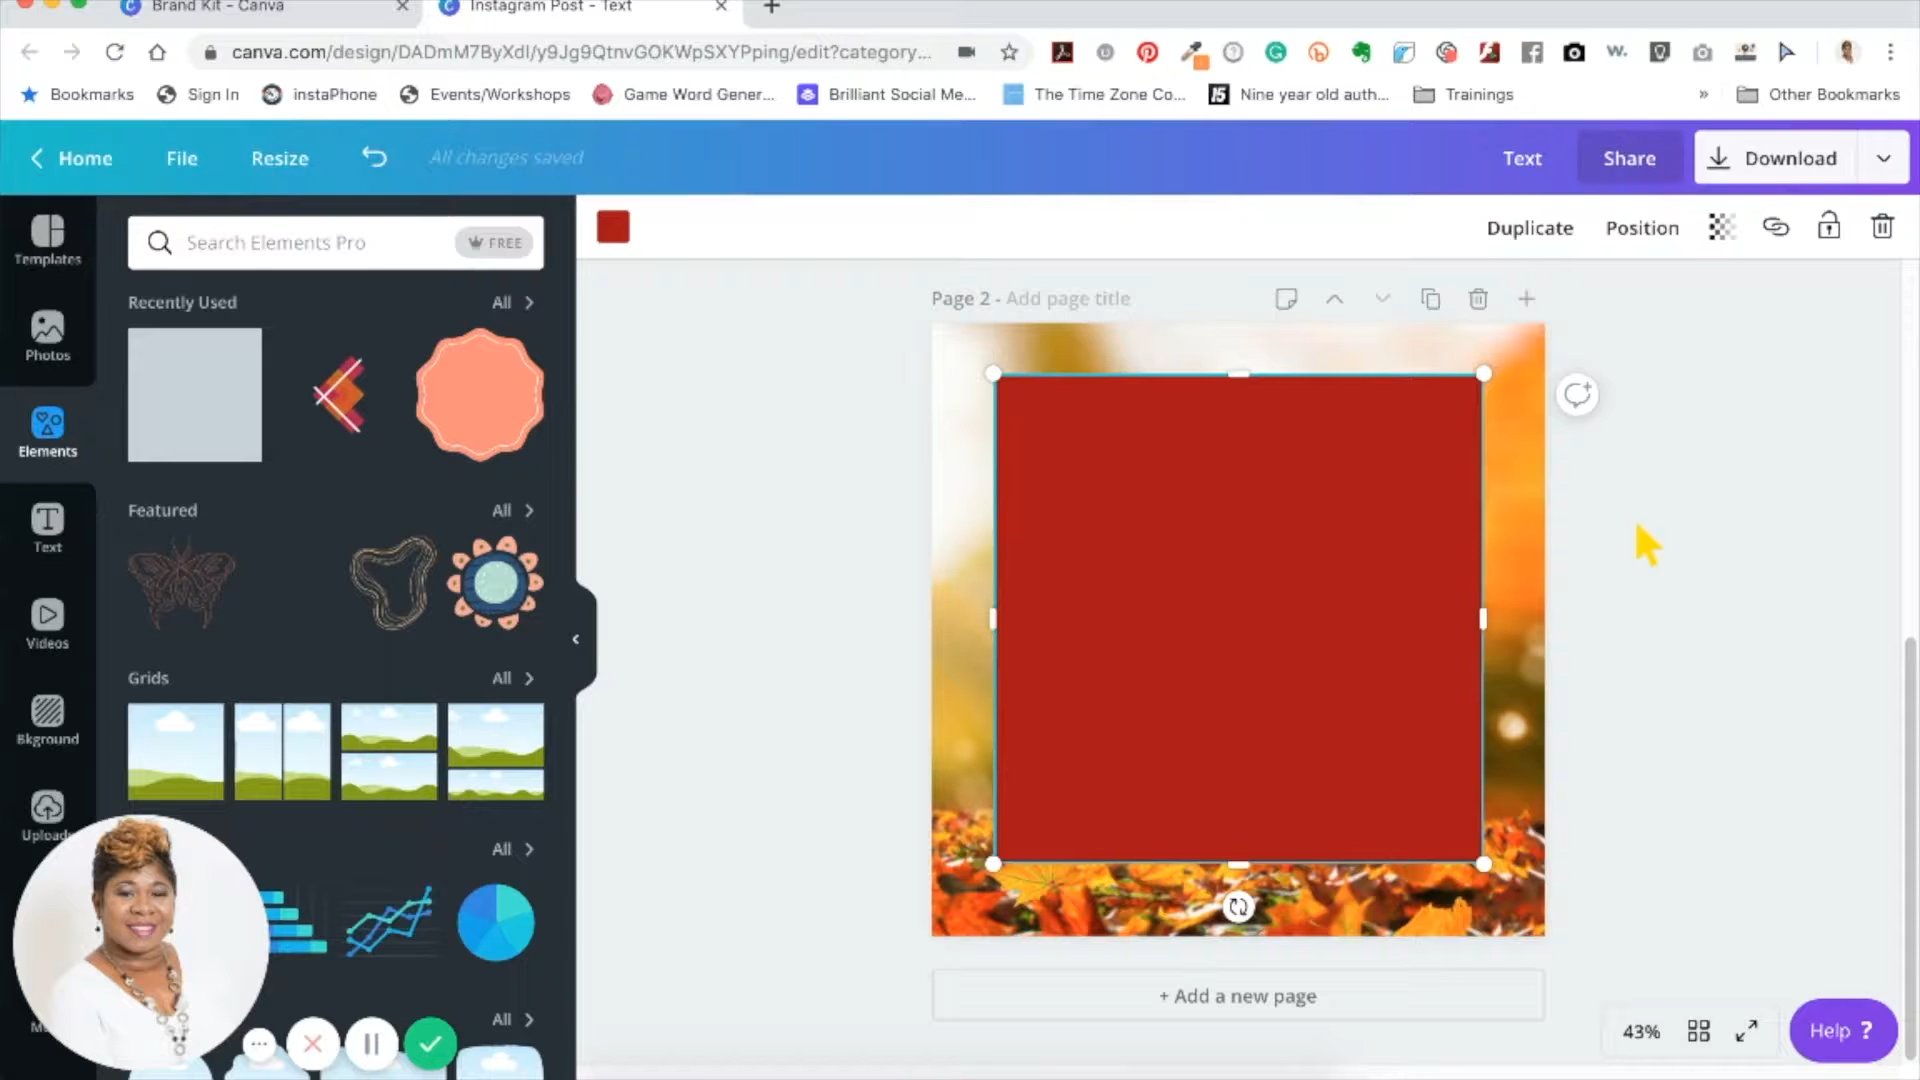 Brand Kit - Canva
Instagram Post - Text
canva.com/design/DADmM7ByXdI/y9Jg9QtnvGOKWpSXYPping/edit?category...
Bookmarks
Sign In
instaPhone
Events/Workshops
Game Word Gener...
Brilliant Social Me...
The Time Zone Co...
Nine year old auth...
Trainings
»
Other Bookmarks
Home
File
Resize
All changes saved
Text
Share
Download
Templates
Photos
Elements
Text
Videos
Bkground
Uploads
Search Elements Pro
FREE
Recently Used
All
Featured
All
Grids
All
All
All
Duplicate
Position
Page 2 - Add page title
+ Add a new page
43%
Help ?